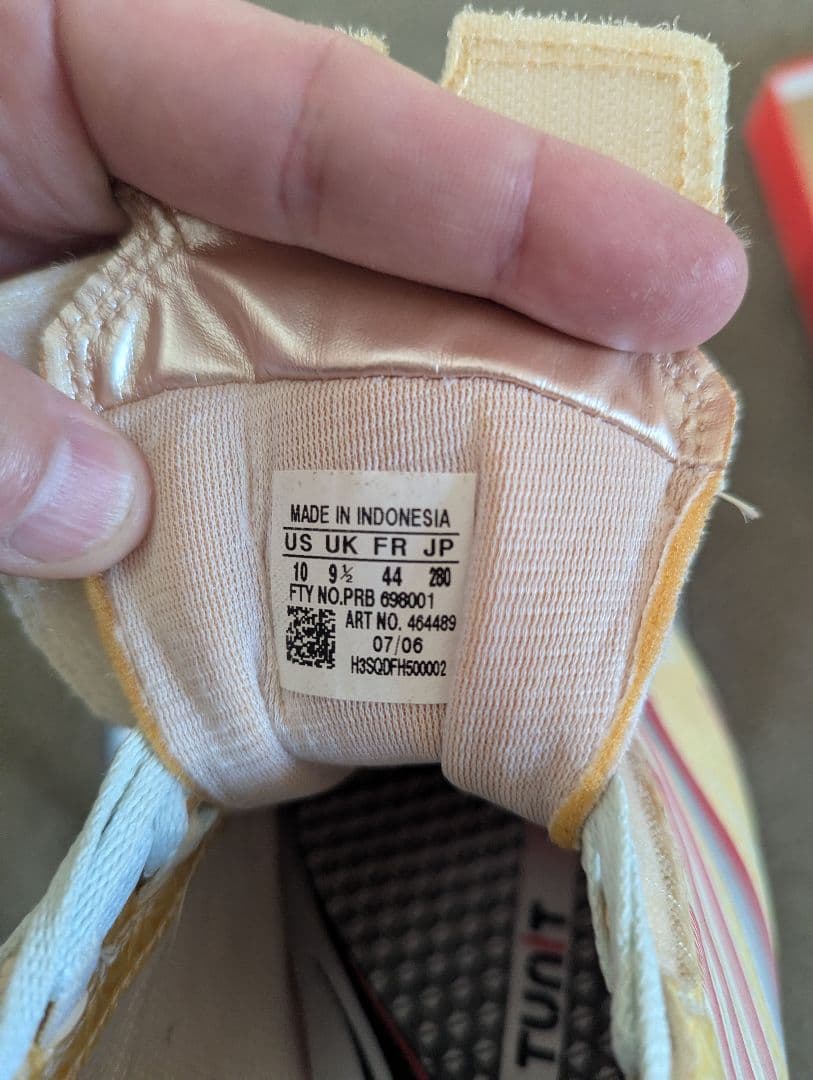 MADE IN INDONESIA
US UK FR JP
10 9½ 44 280
FTY NO.PRB 698001
ART NO. 464489
07/06
H3SQDFH500002
TUNIT